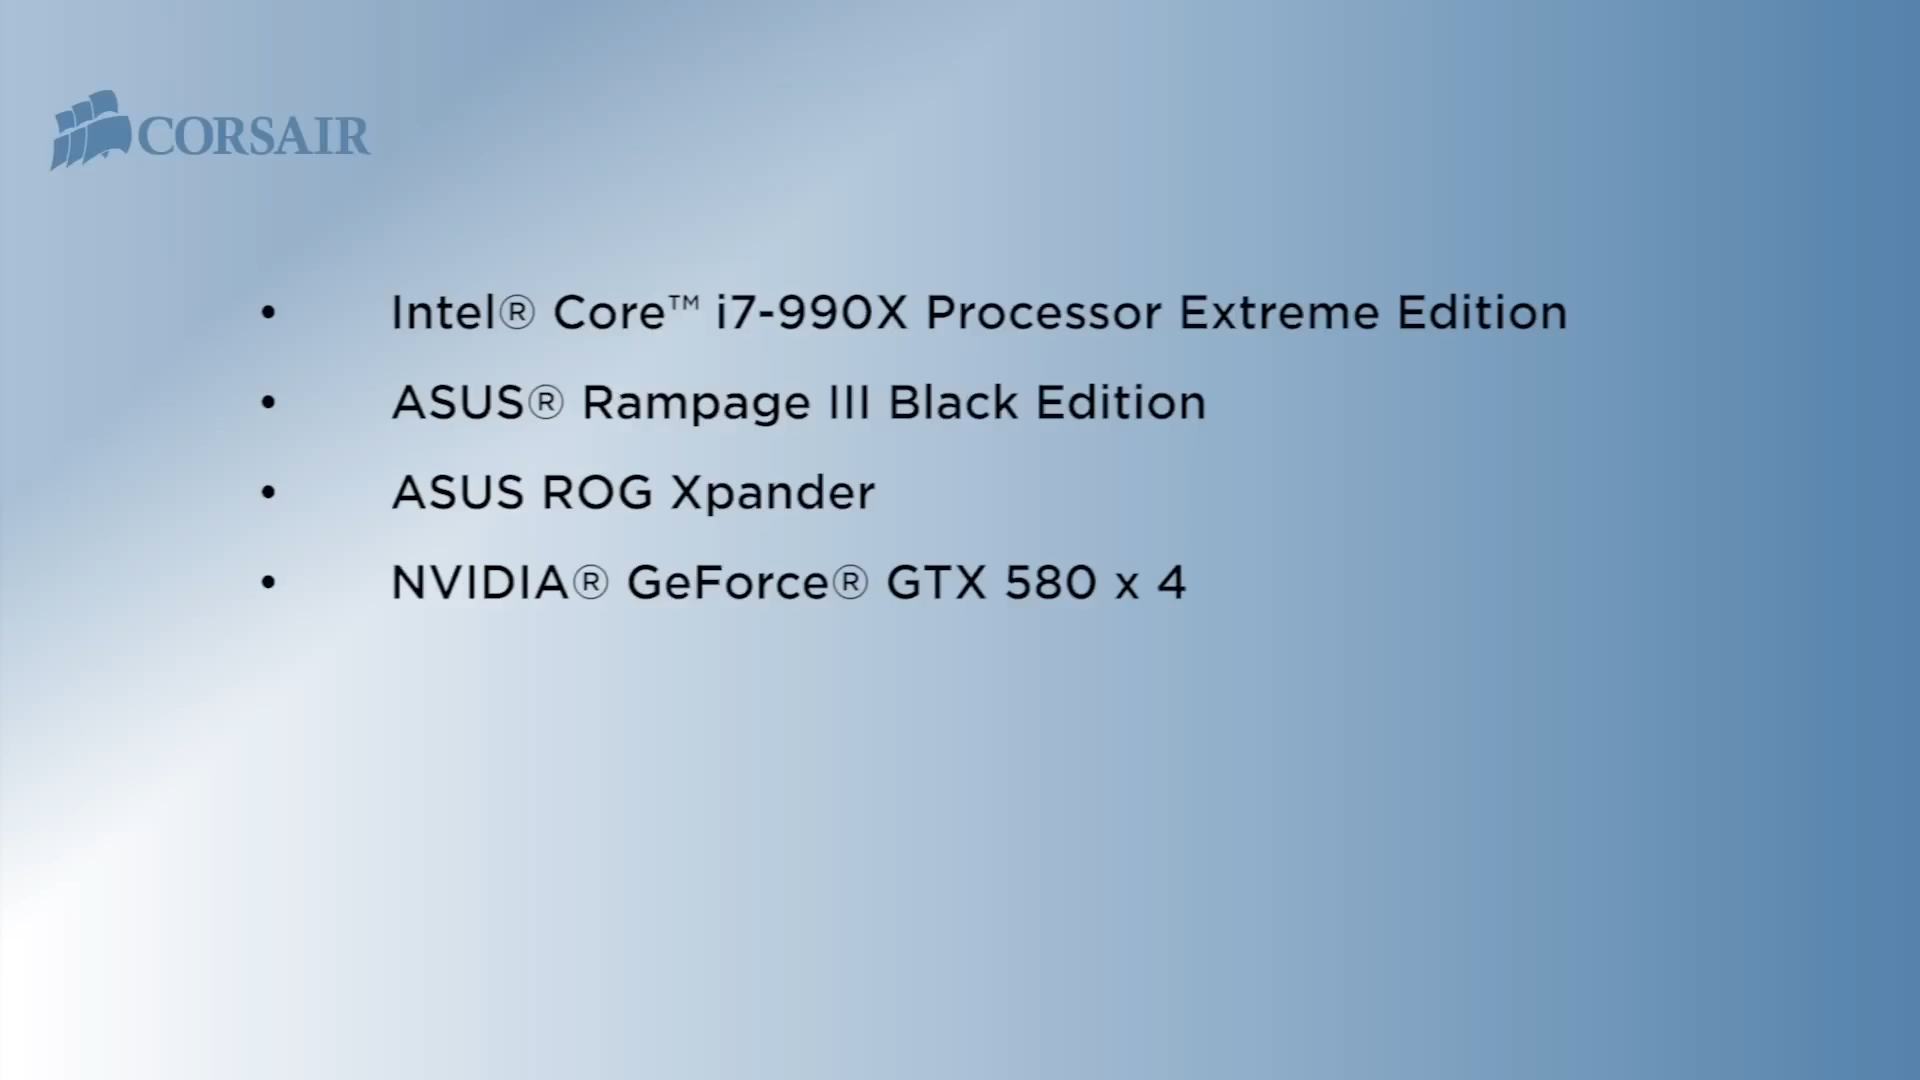 CORSAIR
• Intel® Core™ i7-990X Processor Extreme Edition
• ASUS® Rampage III Black Edition
• ASUS ROG Xpander
• NVIDIA® GeForce® GTX 580 x 4